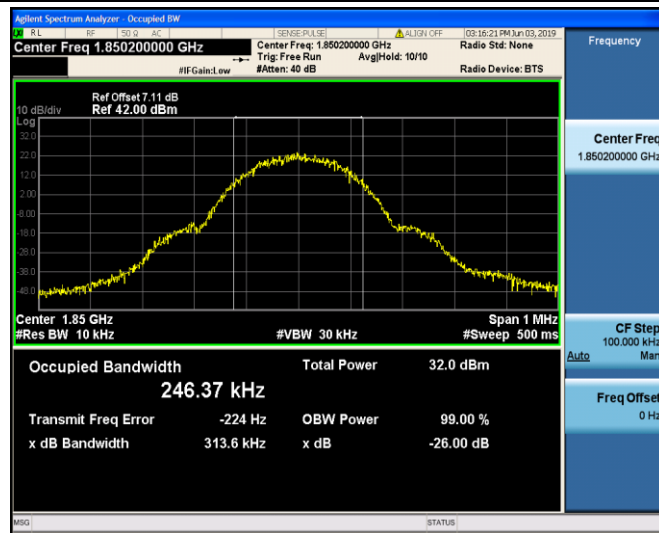 Agilent Spectrum Analyzer - Occupied BW
RL RF 50 Ω AC SENSE:PULSE ALIGN OFF 03:16:21 PM Jun 03, 2019
Center Freq 1.850200000 GHz
Center Freq: 1.850200000 GHz Radio Std: None
Trig: Free Run Avg|Hold: 10/10
#IFGain:Low #Atten: 40 dB Radio Device: BTS
Ref Offset 7.11 dB
10 dB/div Ref 42.00 dBm
Log
32.0
22.0
12.0
2.00
-8.00
-18.0
-28.0
-38.0
-48.0
Center 1.85 GHz Span 1 MHz
#Res BW 10 kHz #VBW 30 kHz #Sweep 500 ms
Occupied Bandwidth Total Power 32.0 dBm
246.37 kHz
Transmit Freq Error -224 Hz OBW Power 99.00 %
x dB Bandwidth 313.6 kHz x dB -26.00 dB
MSG STATUS
Frequency
Center Freq
1.850200000 GHz
CF Step
100.000 kHz
Auto Man
Freq Offset
0 Hz